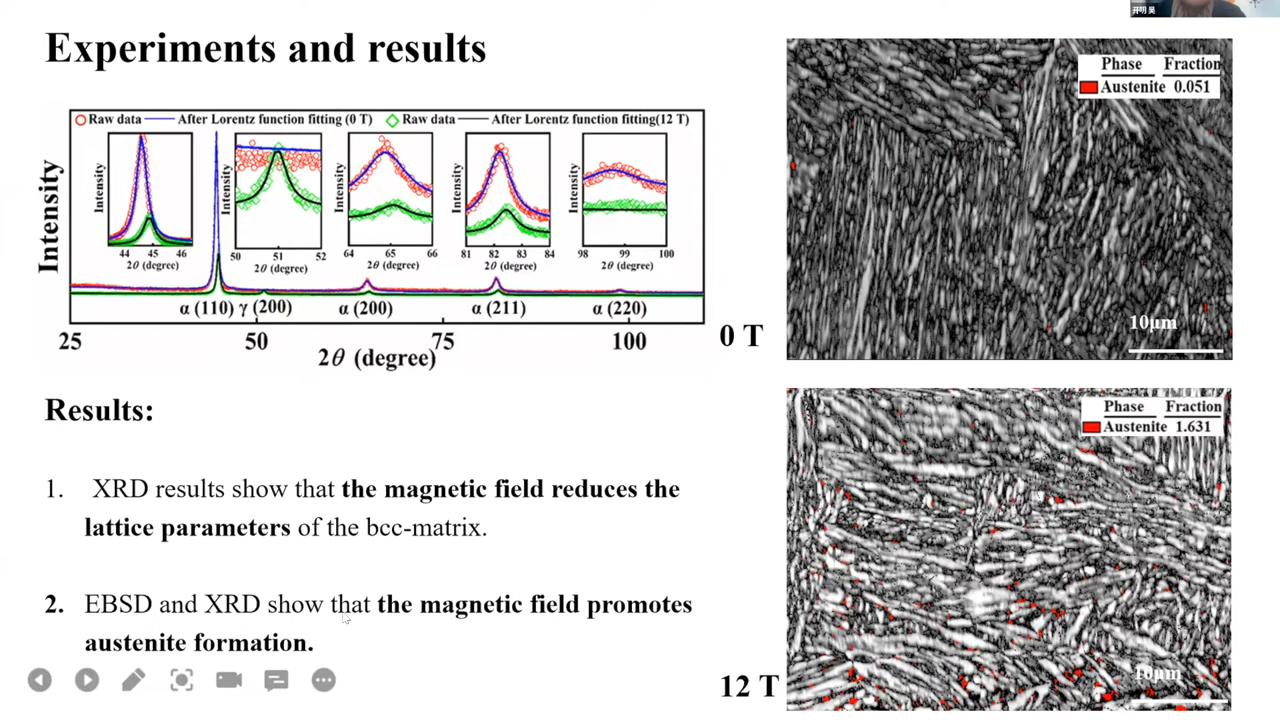 开明 吴
Experiments and results
Raw data After Lorentz function fitting (0 T) Raw data After Lorentz function fitting(12 T)
Intensity
Intensity Intensity Intensity Intensity Intensity
44 45 46 50 51 52 64 65 66 81 82 83 84 98 99 100
2θ (degree) 2θ (degree) 2θ (degree) 2θ (degree) 2θ (degree)
α (110) γ (200) α (200) α (211) α (220)
25 50 75 100
2θ (degree)
Phase Fraction
Austenite 0.051
10μm
0 T
Results:
1. XRD results show that the magnetic field reduces the
lattice parameters of the bcc-matrix.
2. EBSD and XRD show that the magnetic field promotes
austenite formation.
Phase Fraction
Austenite 1.631
10μm
12 T